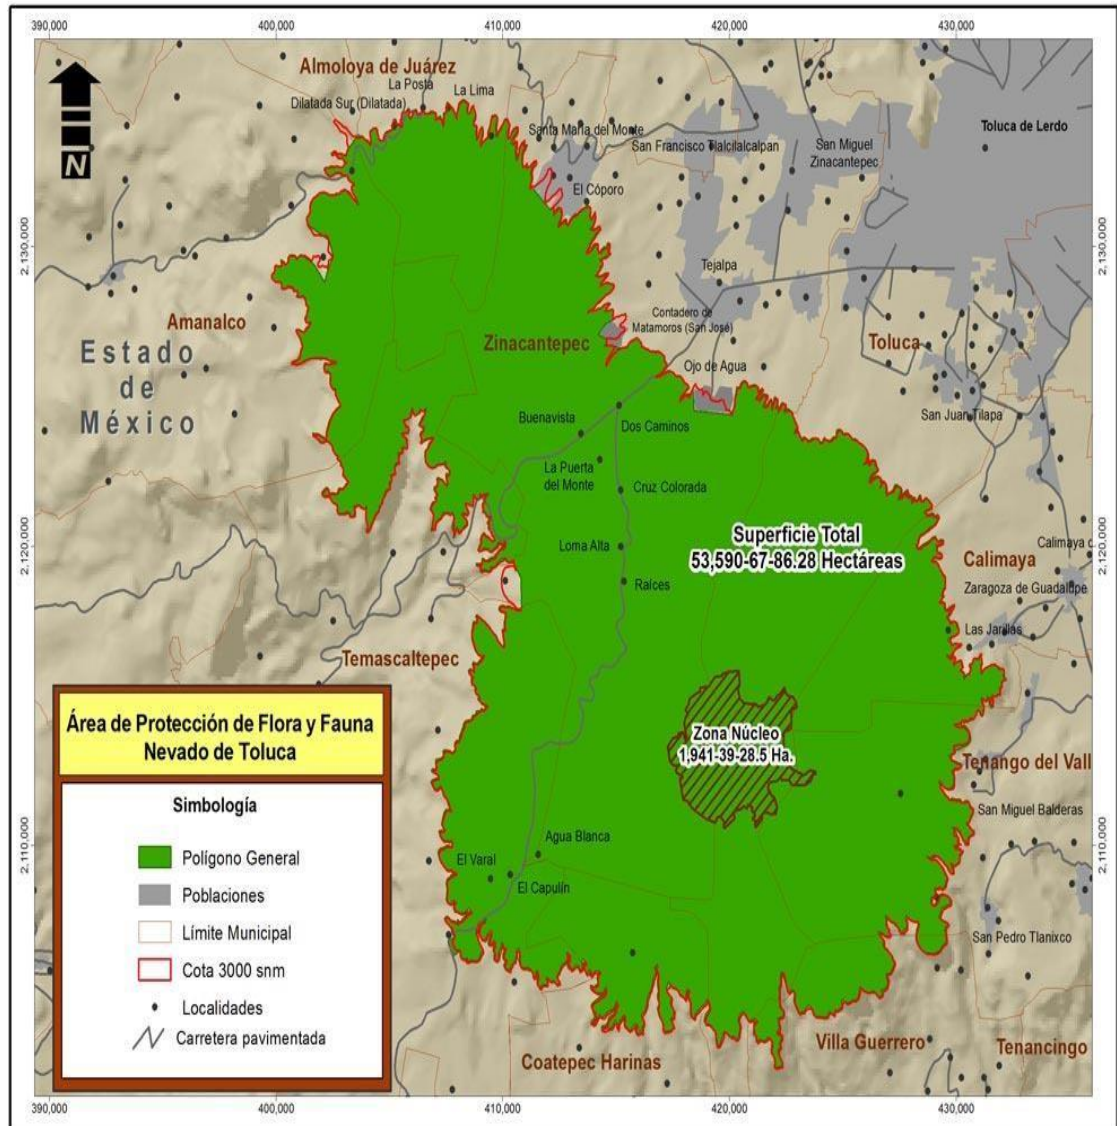 390,000 400,000 410,000 420,000 430,000
Almoloya de Juárez
La Posta
La Lima
Dilatada Sur (Dilatada)
Santa María del Monte
San Francisco Tlalcilalcalpan
San Miguel
Zinacantepec
Toluca de Lerdo
El Cóporo
N
2,130,000
2,130,000
Tejalpa
Amanalco
Zinacantepec
Contadero de
Matamoros (San José)
Toluca
Estado
de
México
Ojo de Agua
San Juan Tilapa
Buenavista
Dos Caminos
La Puerta
del Monte
Cruz Colorada
2,120,000
Loma Alta
Superficie Total
53,590-67-86.28 Hectáreas
Calimaya
Calimaya d
2,120,000
Raíces
Zaragoza de Guadalupe
Las Jarillas
Temascaltepec
Zona Núcleo
1,941-39-28.5 Ha.
Tenango del Vall
San Miguel Balderas
2,110,000
Agua Blanca
El Varal
El Capulín
2,110,000
San Pedro Tlanixco
Coatepec Harinas
Villa Guerrero
Tenancingo
Área de Protección de Flora y Fauna
Nevado de Toluca
Simbología
Polígono General
Poblaciones
Límite Municipal
Cota 3000 snm
Localidades
Carretera pavimentada
390,000 400,000 410,000 420,000 430,000